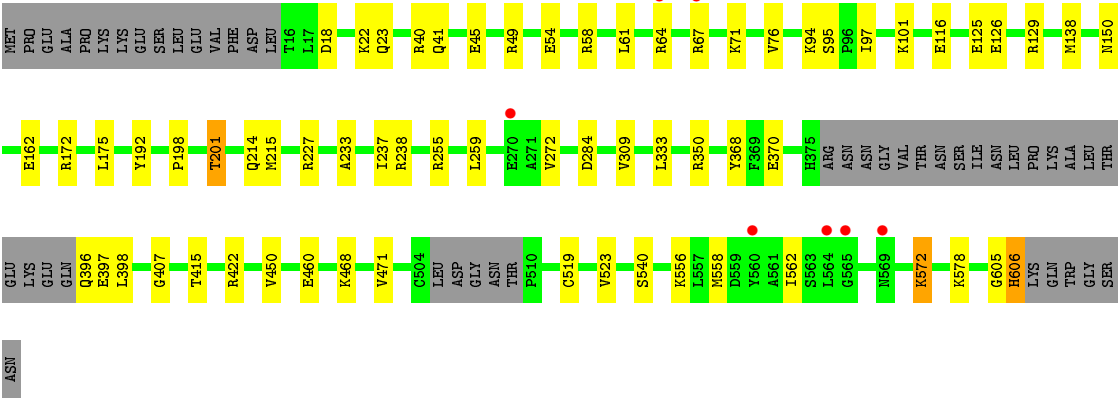 MET PRO GLU ALA PRO LYS LYS GLU SER LEU GLU VAL PHE ASP LEU T16 L17 D18 K22 Q23 R40 Q41 E45 R49 E54 R58 L61 R64 R67 K71 V76 K94 S95 P96 I97 K101 E116 E125 E126 R129 M138 N150
E162 R172 L175 Y192 P198 T201 Q214 M215 R227 A233 I237 R238 R255 L259 E270 A271 V272 D284 V309 L333 R350 Y368 F369 E370 H375 ARG ASN ASN GLY VAL THR ASN SER ILE ASN LEU PRO LYS ALA LEU THR
GLU LYS GLU GLN Q396 E397 L398 G407 T415 R422 V450 E460 K468 V471 C504 LEU ASP GLY ASN THR P510 C519 V523 S540 K556 L557 M558 D559 Y560 A561 I562 S563 L564 G565 N569 K572 K578 G605 H606 LYS GLN TRP GLY SER
ASN